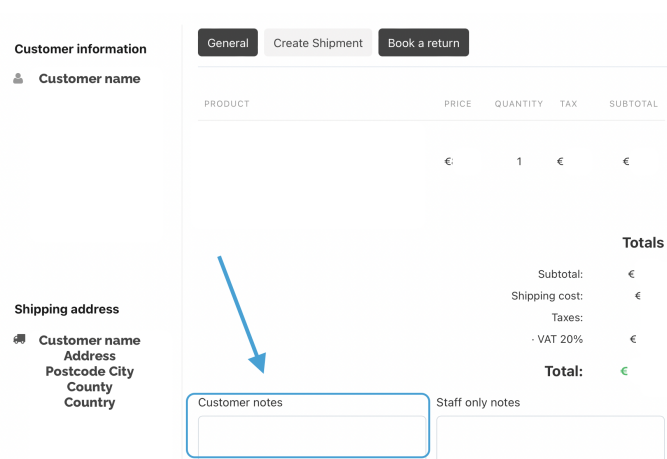 Customer information
Customer name
General Create Shipment Book a return
PRODUCT PRICE QUANTITY TAX SUBTOTAL
€ 1 € €
Totals
Subtotal: €
Shipping cost: €
Taxes:
- VAT 20% €
Total: €
Shipping address
Customer name
Address
Postcode City
County
Country
Customer notes
Staff only notes